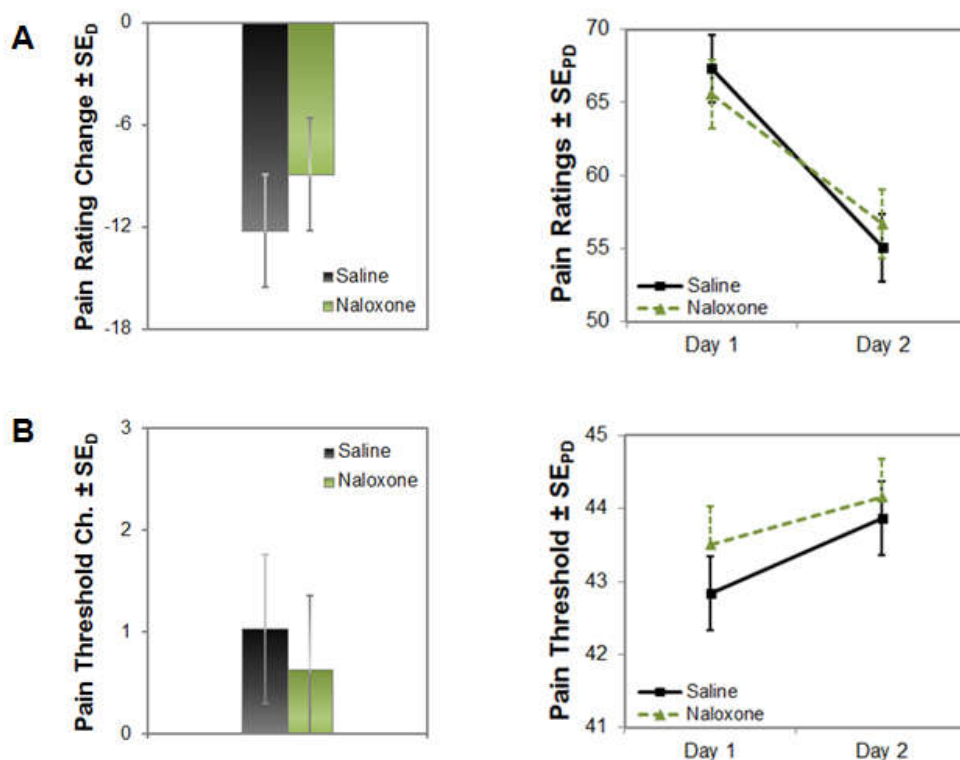 A
Pain Rating Change ± SED
0
-6
-12
-18
Saline
Naloxone
Pain Ratings ± SEPD
70
65
60
55
50
Saline
Naloxone
Day 1
Day 2
B
Pain Threshold Ch. ± SED
3
2
1
0
Saline
Naloxone
Pain Threshold ± SEPD
45
44
43
42
41
Saline
Naloxone
Day 1
Day 2